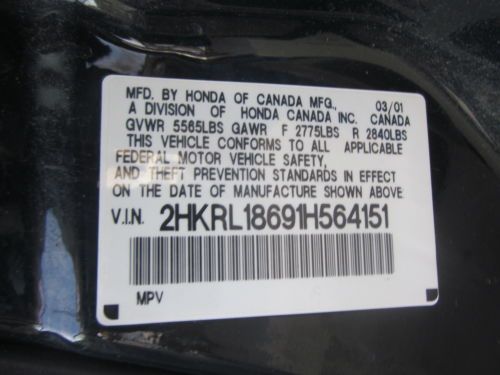 MFD. BY HONDA OF CANADA MFG., 03/01
A DIVISION OF HONDA CANADA INC. CANADA
GVWR 5565LBS GAWR F 2775LBS R 2840LBS
THIS VEHICLE CONFORMS TO ALL APPLICABLE
FEDERAL MOTOR VEHICLE SAFETY,
AND THEFT PREVENTION STANDARDS IN EFFECT
ON THE DATE OF MANUFACTURE SHOWN ABOVE.
V.I.N. 2HKRL18691H564151
MPV